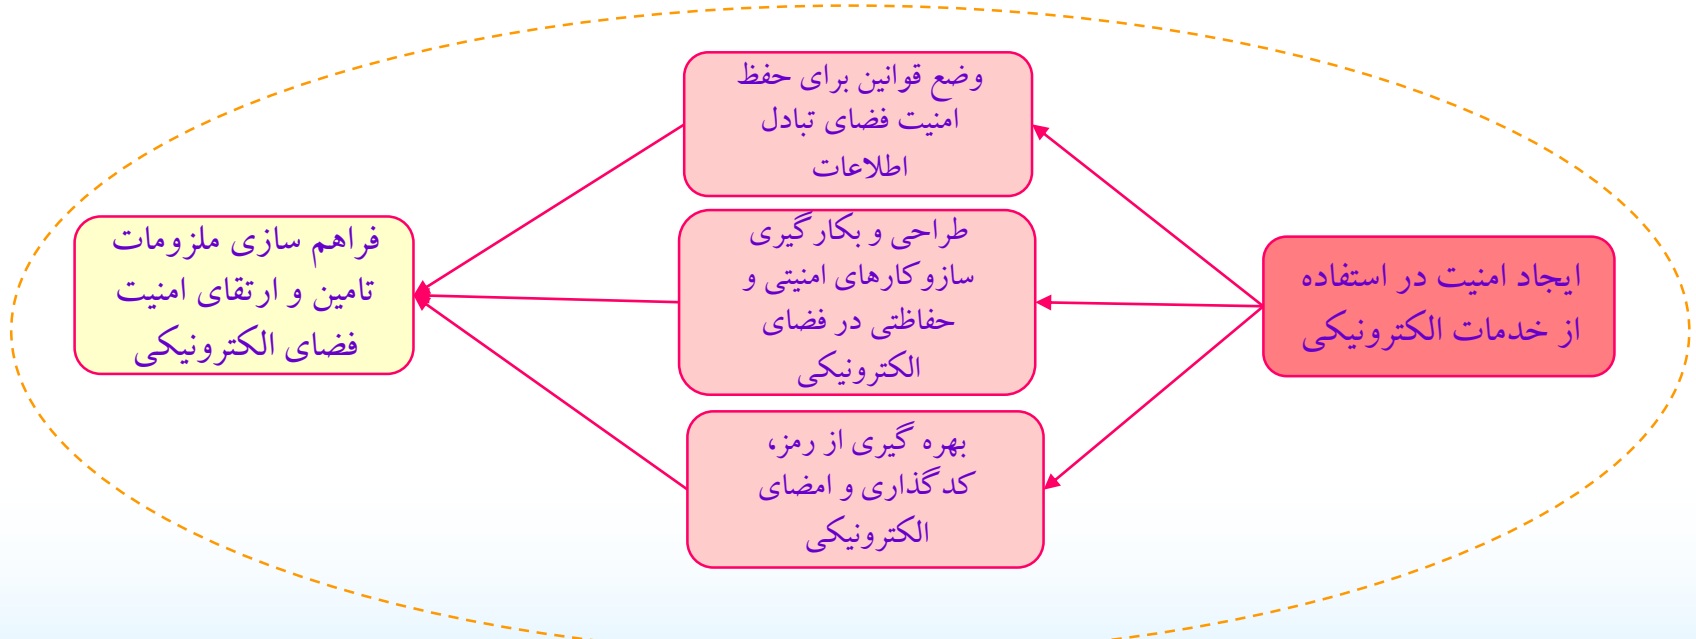 ایجاد امنیت در استفاده
از خدمات الکترونیکی
وضع قوانین برای حفظ
امنیت فضای تبادل
اطلاعات
طراحی و بکارگیری
سازوکارهای امنیتی و
حفاظتی در فضای
الکترونیکی
بهره گیری از رمز،
کدگذاری و امضای
الکترونیکی
فراهم سازی ملزومات
تامین و ارتقای امنیت
فضای الکترونیکی